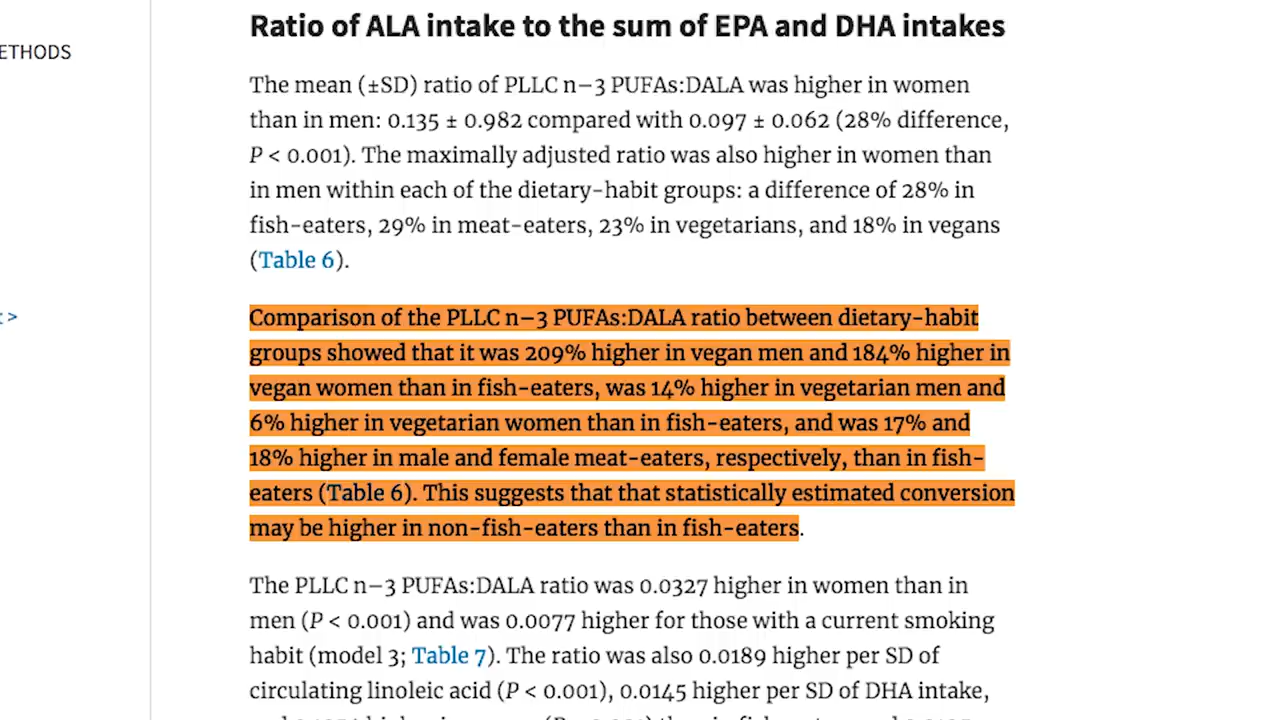 Ratio of ALA intake to the sum of EPA and DHA intakes
ETHODS
The mean (±SD) ratio of PLLC n−3 PUFAs:DALA was higher in women
than in men: 0.135 ± 0.982 compared with 0.097 ± 0.062 (28% difference,
P < 0.001). The maximally adjusted ratio was also higher in women than
in men within each of the dietary-habit groups: a difference of 28% in
fish-eaters, 29% in meat-eaters, 23% in vegetarians, and 18% in vegans
(Table 6).
>
Comparison of the PLLC n−3 PUFAs:DALA ratio between dietary-habit
groups showed that it was 209% higher in vegan men and 184% higher in
vegan women than in fish-eaters, was 14% higher in vegetarian men and
6% higher in vegetarian women than in fish-eaters, and was 17% and
18% higher in male and female meat-eaters, respectively, than in fish-
eaters (Table 6). This suggests that that statistically estimated conversion
may be higher in non-fish-eaters than in fish-eaters.
The PLLC n−3 PUFAs:DALA ratio was 0.0327 higher in women than in
men (P < 0.001) and was 0.0077 higher for those with a current smoking
habit (model 3; Table 7). The ratio was also 0.0189 higher per SD of
circulating linoleic acid (P < 0.001), 0.0145 higher per SD of DHA intake,